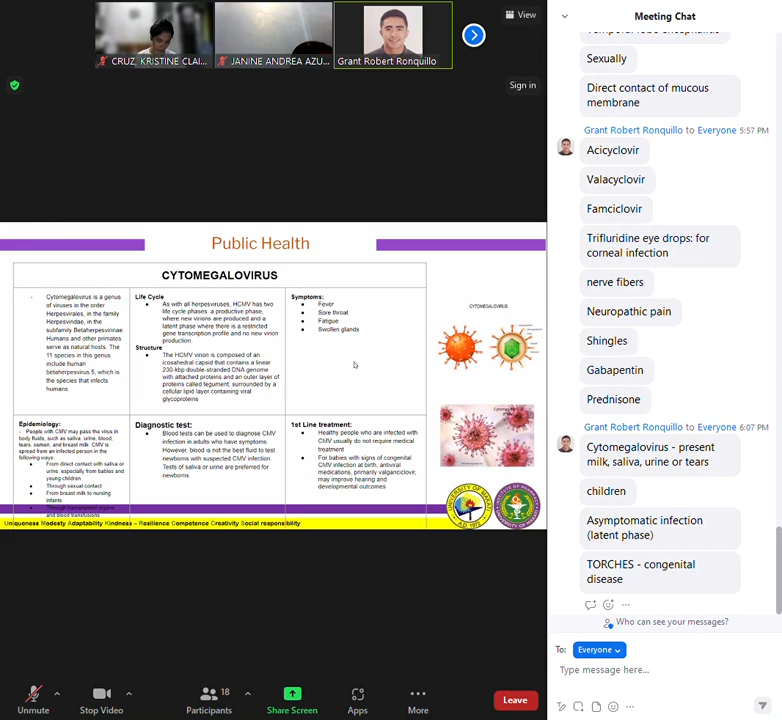 View
CRUZ, KRISTINE CLAI...
JANINE ANDREA AZU...
Grant Robert Ronquillo
Sign in
Public Health
CYTOMEGALOVIRUS
- Cytomegalovirus is a genus
of viruses in the order
Herpesvirales, in the family
Herpesviridae, in the
subfamily Betaherpesvirinae
Humans and other primates
serve as natural hosts. The
11 species in this genus
include human
betaherpesvirus 5, which is
the species that infects
humans.
Life Cycle
As with all herpesviruses, HCMV has two
life cycle phases: a productive phase,
where new virions are produced and a
latent phase where there is a restricted
gene transcription profile and no new virion
production.
Structure
The HCMV virion is composed of an
icosahedral capsid that contains a linear
230-kbp double-stranded DNA genome
with attached proteins and an outer layer of
proteins called tegument, surrounded by a
cellular lipid layer containing viral
glycoproteins
Symptoms:
Fever
Sore throat
Fatigue
Swollen glands
CYTOMEGALOVIRUS
Epidemiology:
- People with CMV may pass the virus in
body fluids, such as saliva, urine, blood,
tears, semen, and breast milk. CMV is
spread from an infected person in the
following ways:
From direct contact with saliva or
urine, especially from babies and
young children
Through sexual contact
From breast milk to nursing
infants
Through transplanted organs
and blood transfusions
Diagnostic test:
Blood tests can be used to diagnose CMV
infection in adults who have symptoms.
However, blood is not the best fluid to test
newborns with suspected CMV infection.
Tests of saliva or urine are preferred for
newborns.
1st Line treatment:
Healthy people who are infected with
CMV usually do not require medical
treatment
For babies with signs of congenital
CMV infection at birth, antiviral
medications, primarily valganciclovir,
may improve hearing and
developmental outcomes
UNIVERSITY OF MAKATI
A.D. 1972
Uniqueness Modesty Adaptability Kindness – Resilience Competence Creativity Social responsibility
Unmute
Stop Video
18
Participants
Share Screen
Apps
More
Leave
Meeting Chat
Sexually
Direct contact of mucous
membrane
Grant Robert Ronquillo to Everyone 5:57 PM
Acicyclovir
Valacyclovir
Famciclovir
Trifluridine eye drops: for
corneal infection
nerve fibers
Neuropathic pain
Shingles
Gabapentin
Prednisone
Grant Robert Ronquillo to Everyone 6:07 PM
Cytomegalovirus - present
milk, saliva, urine or tears
children
Asymptomatic infection
(latent phase)
TORCHES - congenital
disease
Who can see your messages?
To: Everyone
Type message here...